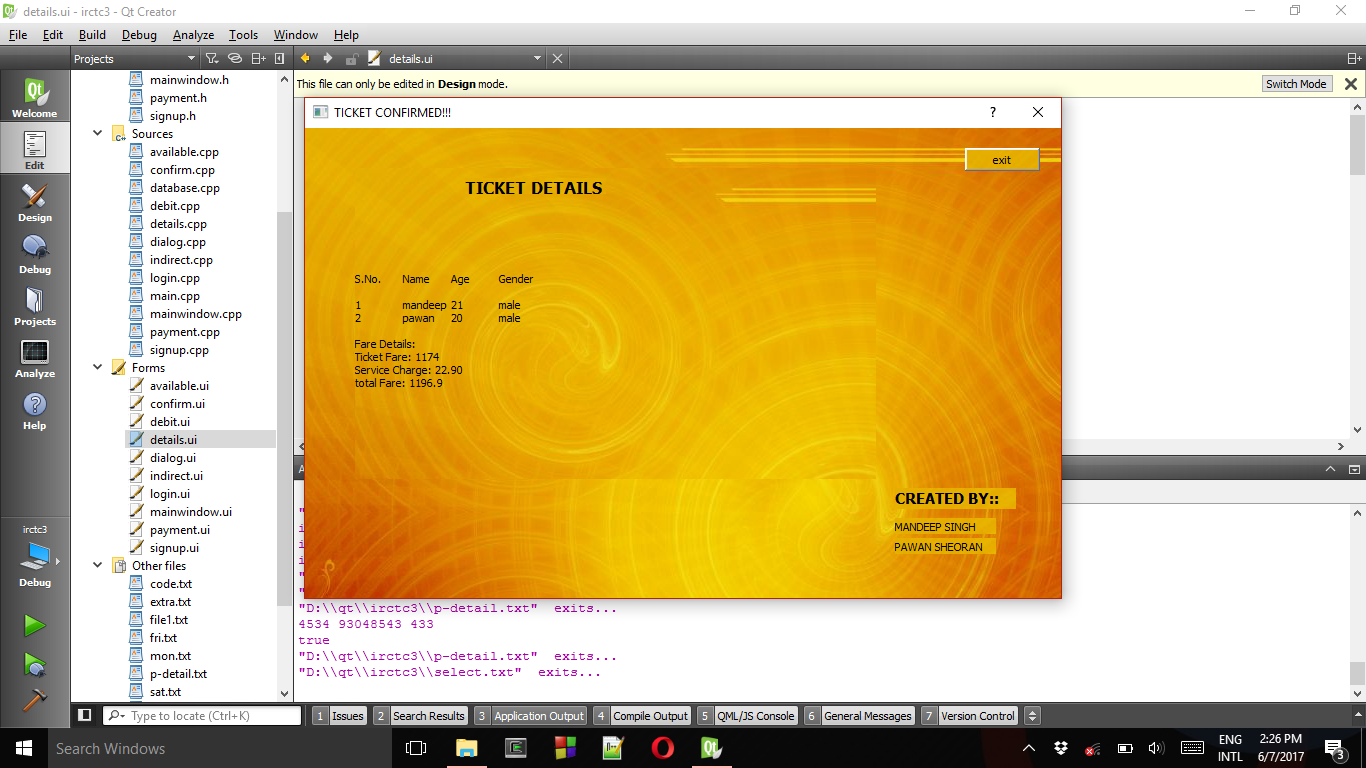 details.ui - irctc3 - Qt Creator
File Edit Build Debug Analyze Tools Window Help
Projects
details.ui
This file can only be edited in Design mode.
Switch Mode
Welcome
Edit
Design
Debug
Projects
Analyze
Help
irctc3
Debug
mainwindow.h
payment.h
signup.h
Sources
available.cpp
confirm.cpp
database.cpp
debit.cpp
details.cpp
dialog.cpp
indirect.cpp
login.cpp
main.cpp
mainwindow.cpp
payment.cpp
signup.cpp
Forms
available.ui
confirm.ui
debit.ui
details.ui
dialog.ui
indirect.ui
login.ui
mainwindow.ui
payment.ui
signup.ui
Other files
code.txt
extra.txt
file1.txt
fri.txt
mon.txt
p-detail.txt
sat.txt
TICKET CONFIRMED!!!
?
exit
TICKET DETAILS
S.No. Name Age Gender
1 mandeep 21 male
2 pawan 20 male
Fare Details:
Ticket Fare: 1174
Service Charge: 22.90
total Fare: 1196.9
CREATED BY::
MANDEEP SINGH
PAWAN SHEORAN
"D:\\qt\\irctc3\\p-detail.txt" exits...
4534 93048543 433
true
"D:\\qt\\irctc3\\p-detail.txt" exits...
"D:\\qt\\irctc3\\select.txt" exits...
Type to locate (Ctrl+K)
1 Issues 2 Search Results 3 Application Output 4 Compile Output 5 QML/JS Console 6 General Messages 7 Version Control
Search Windows
ENG
INTL
2:26 PM
6/7/2017
3